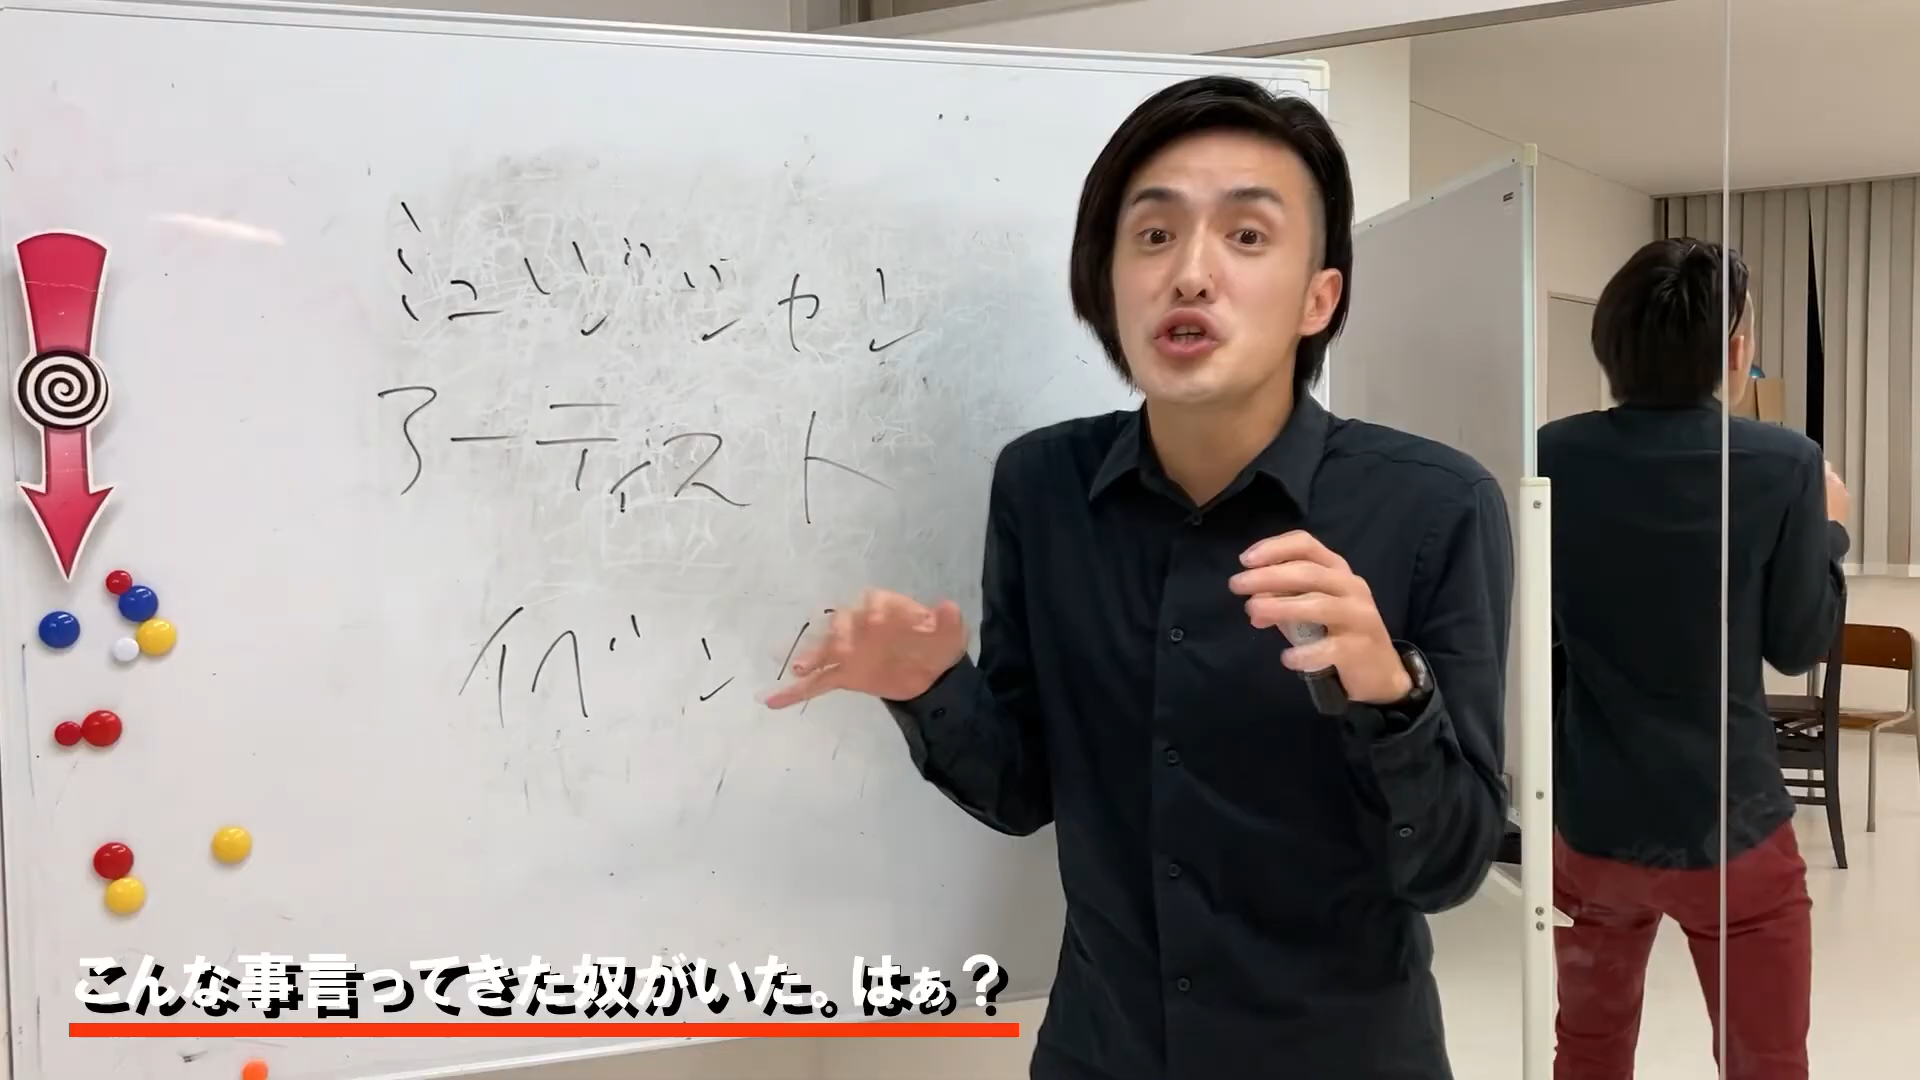 ミュージシャン
アーティスト
イベント
こんな事言ってきた奴がいた。はぁ？